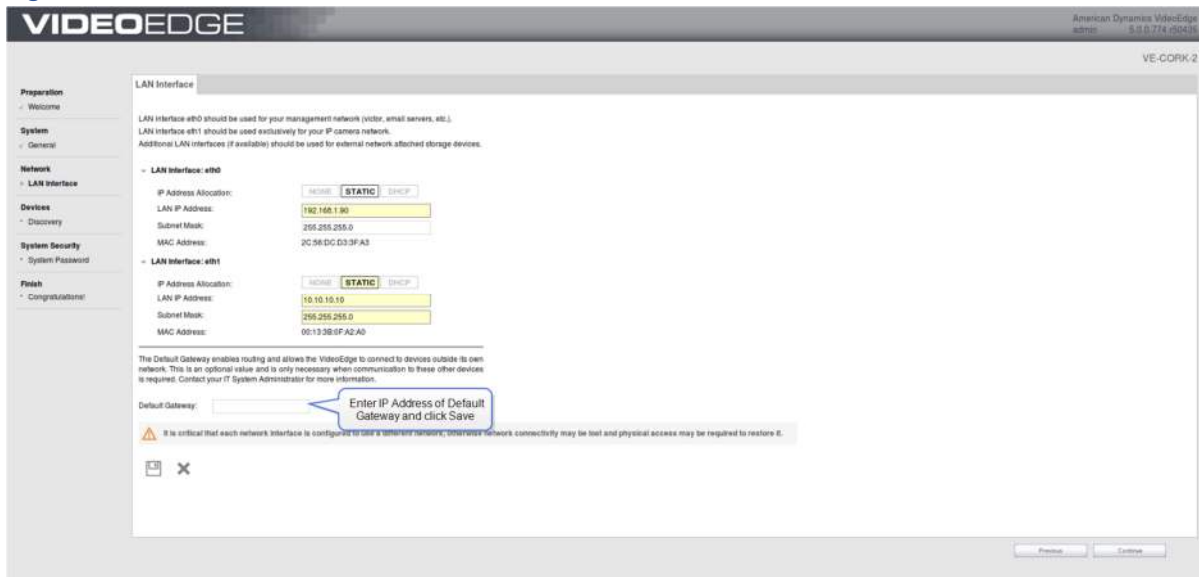 VIDEOEDGE
American Dynamics VideoEdge
admin 5.0.0.774 r50435
VE-CORK-2
Preparation
Welcome
System
General
Network
LAN Interface
Devices
Discovery
System Security
System Password
Finish
Congratulations!
LAN Interface
LAN interface eth0 should be used for your management network (victor, email servers, etc.).
LAN interface eth1 should be used exclusively for your IP camera network.
Additional LAN interfaces (if available) should be used for external network attached storage devices.
LAN Interface: eth0
IP Address Allocation: NONE STATIC DHCP
LAN IP Address: 192.168.1.90
Subnet Mask: 255.255.255.0
MAC Address: 2C:56:DC:D3:3F:A3
LAN Interface: eth1
IP Address Allocation: NONE STATIC DHCP
LAN IP Address: 10.10.10.10
Subnet Mask: 255.255.255.0
MAC Address: 00:13:3B:0F:A2:A0
The Default Gateway enables routing and allows the VideoEdge to connect to devices outside its own
network. This is an optional value and is only necessary when communication to these other devices
is required. Contact your IT System Administrator for more information.
Default Gateway:
Enter IP Address of Default
Gateway and click Save
It is critical that each network interface is configured to use a different network, otherwise network connectivity may be lost and physical access may be required to restore it.
Previous Continue